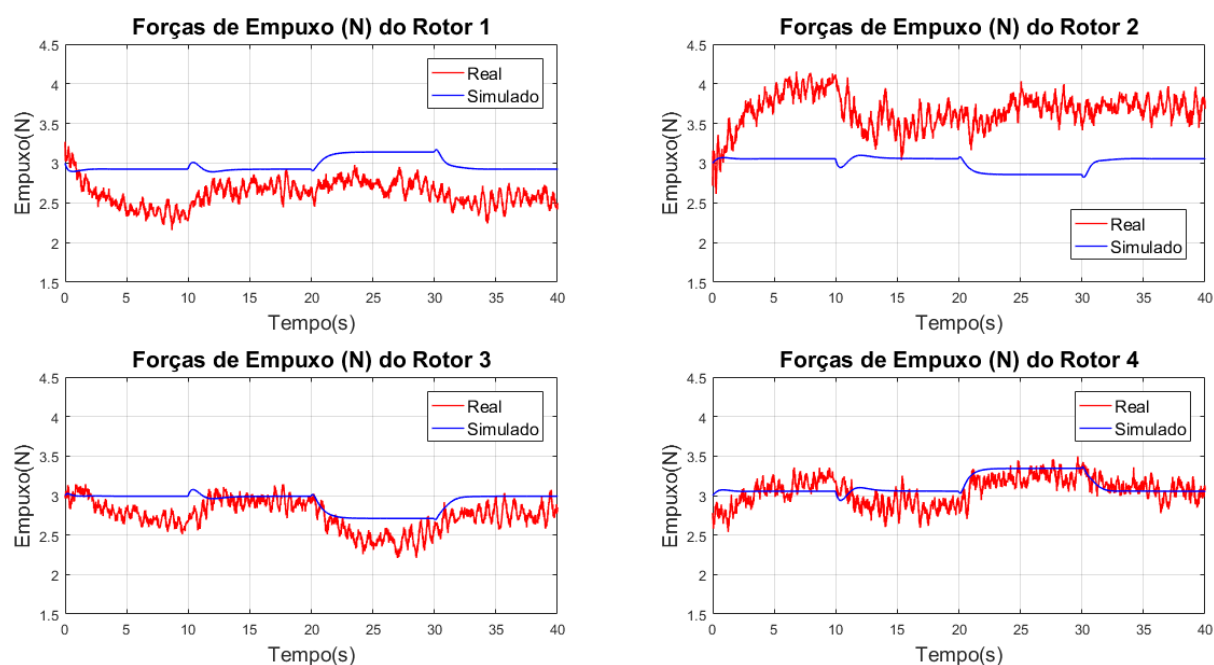 Forças de Empuxo (N) do Rotor 1
4.5
4
3.5
3
2.5
2
1.5
Empuxo(N)
Real
Simulado
0 5 10 15 20 25 30 35 40
Tempo(s)
Forças de Empuxo (N) do Rotor 2
4.5
4
3.5
3
2.5
2
1.5
Empuxo(N)
Real
Simulado
0 5 10 15 20 25 30 35 40
Tempo(s)
Forças de Empuxo (N) do Rotor 3
4.5
4
3.5
3
2.5
2
1.5
Empuxo(N)
Real
Simulado
0 5 10 15 20 25 30 35 40
Tempo(s)
Forças de Empuxo (N) do Rotor 4
4.5
4
3.5
3
2.5
2
1.5
Empuxo(N)
Real
Simulado
0 5 10 15 20 25 30 35 40
Tempo(s)